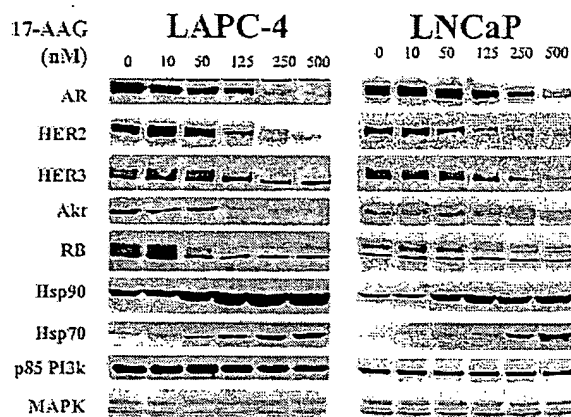 17-AAG LAPC-4 LNCaP
(nM) 0 10 50 125 250 500 0 10 50 125 250 500
AR
HER2
HER3
Akr
RB
Hsp90
Hsp70
p85 PI3k
MAPK